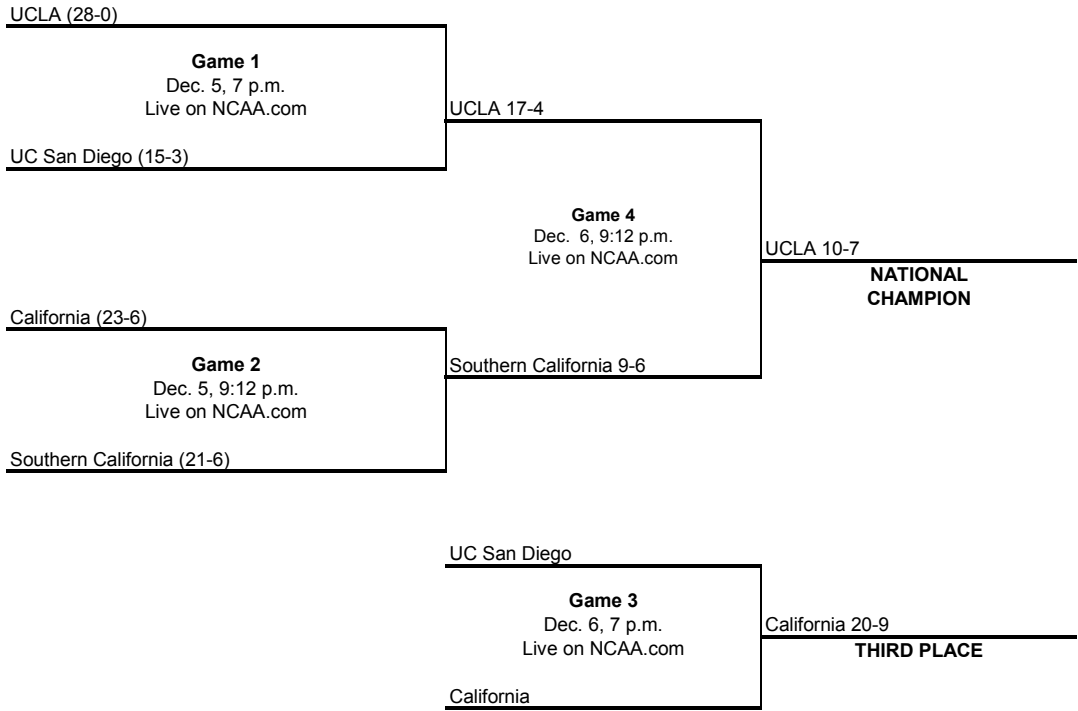 UCLA (28-0)
Game 1
Dec. 5, 7 p.m.
Live on NCAA.com
UCLA 17-4
UC San Diego (15-3)
Game 4
Dec.  6, 9:12 p.m.
Live on NCAA.com
UCLA 10-7
NATIONAL
CHAMPION
California (23-6)
Game 2
Dec. 5, 9:12 p.m.
Live on NCAA.com
Southern California 9-6
Southern California (21-6)
UC San Diego
Game 3
Dec. 6, 7 p.m.
Live on NCAA.com
California 20-9
THIRD PLACE
California